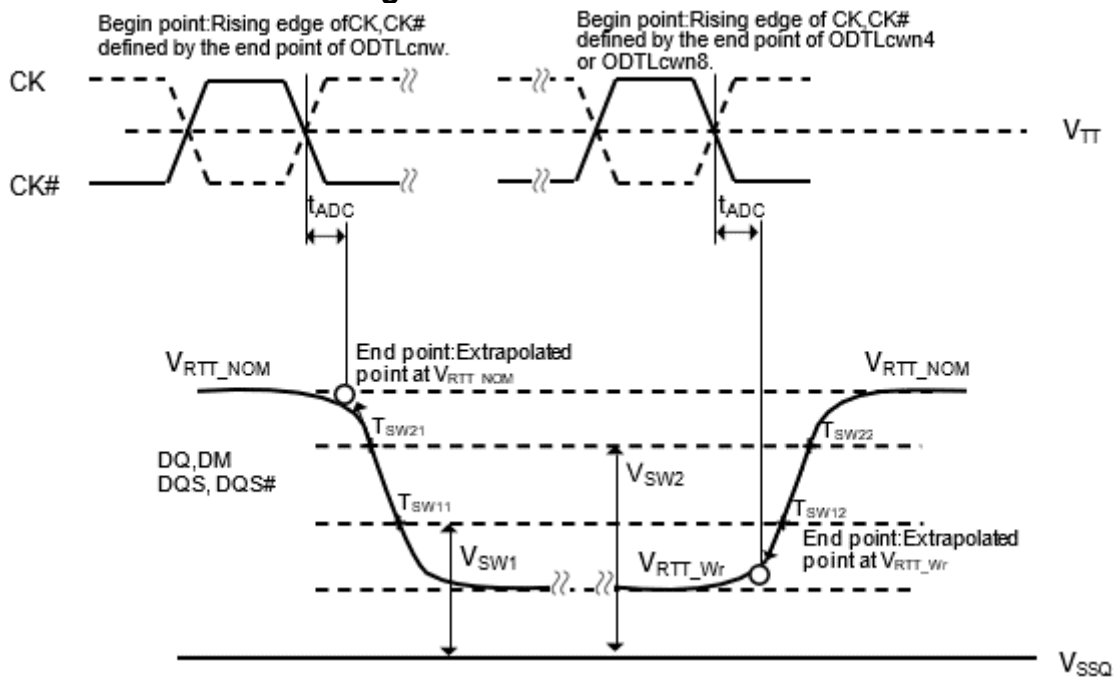 Begin point:Rising edge ofCK,CK#
defined by the end point of ODTLcnw.
Begin point:Rising edge of CK,CK#
defined by the end point of ODTLcwn4
or ODTLcwn8.
CK
VTT
CK#
tADC
tADC
End point:Extrapolated
point at VRTT_NOM
VRTT_NOM
VRTT_NOM
TSW21
TSW22
DQ,DM
DQS, DQS#
VSW2
TSW11
TSW12
End point:Extrapolated
point at VRTT_Wr
VSW1
VRTT_Wr
VSSQ